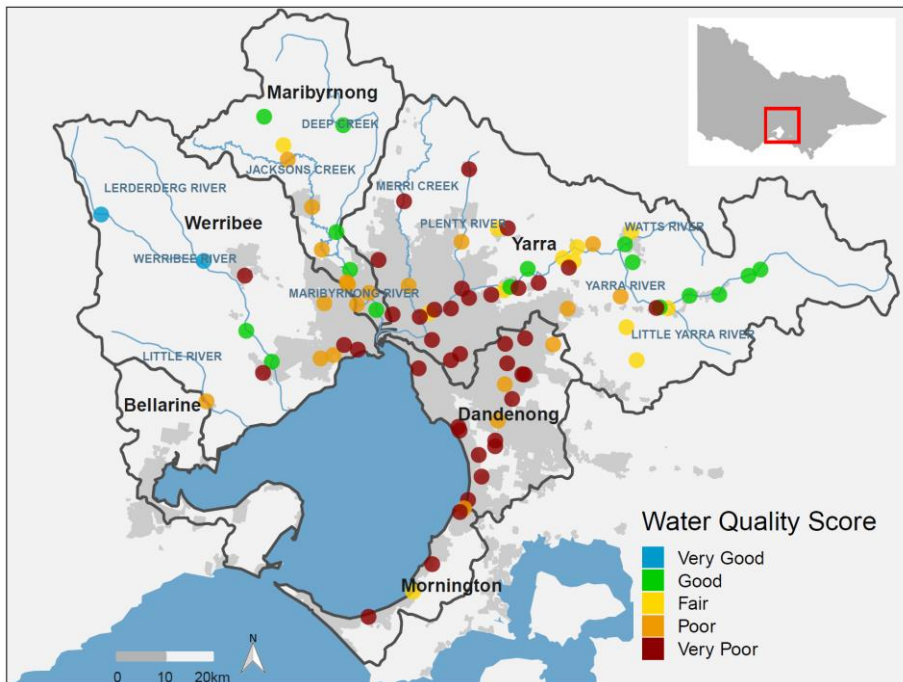 Maribyrnong
DEEP CREEK
JACKSONS CREEK
MERRI CREEK
LERDERDERG RIVER
PLENTY RIVER
Werribee
WATTS RIVER
Yarra
WERRIBEE RIVER
YARRA RIVER
MARIBYRNONG RIVER
LITTLE YARRA RIVER
LITTLE RIVER
Bellarine
Dandenong
Mornington
Water Quality Score
Very Good
Good
Fair
Poor
Very Poor
N
0 10 20km